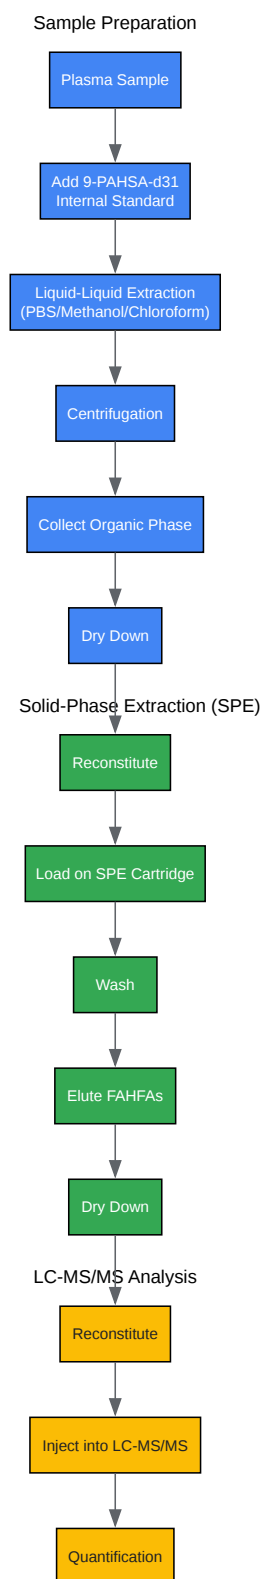 Sample Preparation
Plasma Sample
Add 9-PAHSA-d31
Internal Standard
Liquid-Liquid Extraction
(PBS/Methanol/Chloroform)
Centrifugation
Collect Organic Phase
Dry Down
Solid-Phase Extraction (SPE)
Reconstitute
Load on SPE Cartridge
Wash
Elute FAHFAs
Dry Down
LC-MS/MS Analysis
Reconstitute
Inject into LC-MS/MS
Quantification